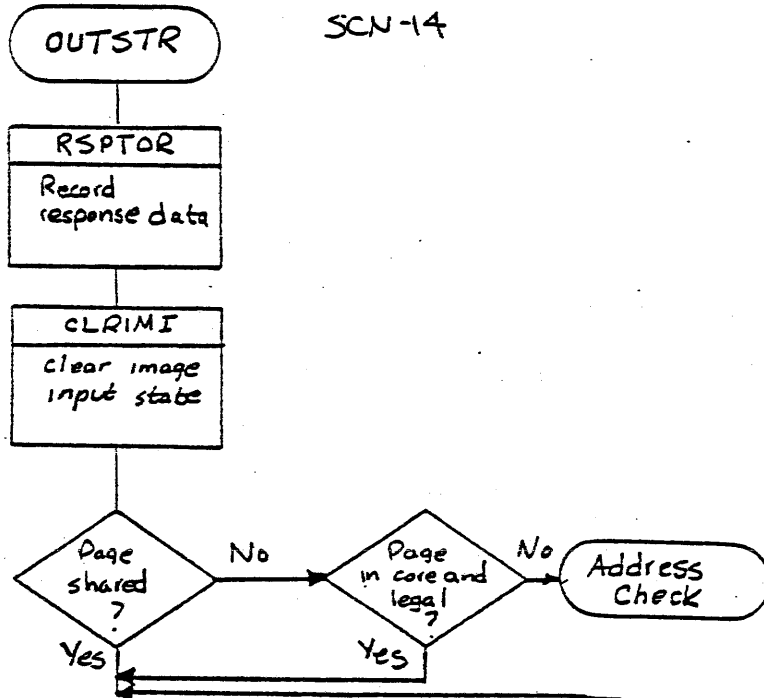 SCN-14
OUTSTR
RSPTOR
Record
response data
CLRIMI
clear image
input state
Page
shared
?
No
Yes
Page
in core and
legal
?
No
Yes
Address
Check